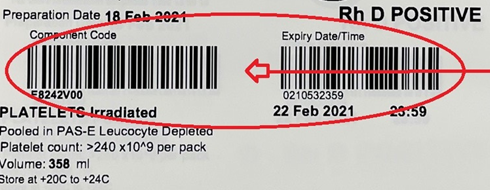 Preparation Date 18 Feb 2021
Rh D POSITIVE
Component Code
Expiry Date/Time
E8242V00
0210532359
PLATELETS Irradiated
22 Feb 2021 23:59
Pooled in PAS-E Leucocyte Depleted
Platelet count: >240 x10^9 per pack
Volume: 358 ml
Store at +20C to +24C